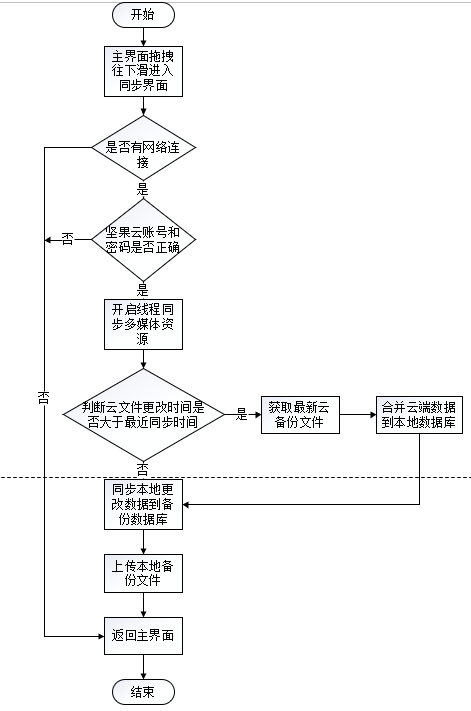 开始
主界面拖拽
往下滑进入
同步界面
是否有网络连
接
是
坚果云账号和
密码是否正确
否
是
开启线程同
步多媒体资
源
否
判断云文件更改时间是
否大于最近同步时间
是
获取最新云
备份文件
合并云端数据
到本地数据库
否
同步本地更
改数据到备
份数据库
上传本地备
份文件
返回主界面
结束